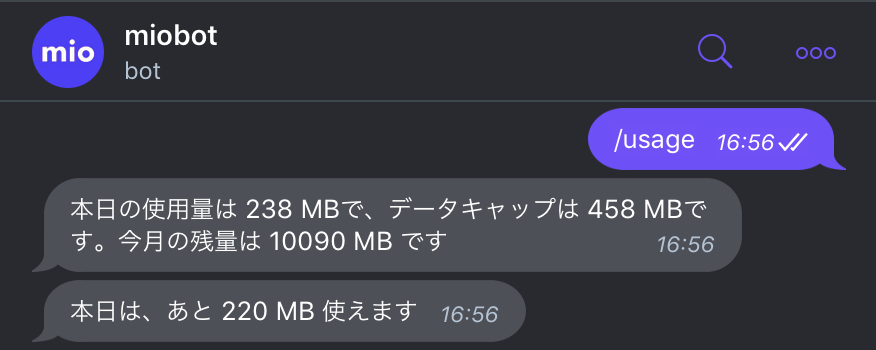 mio
miobot
bot
/usage 16:56
本日の使用量は 238 MBで、データキャップは 458 MBで
す。今月の残量は 10090 MB です 16:56
本日は、あと 220 MB 使えます 16:56